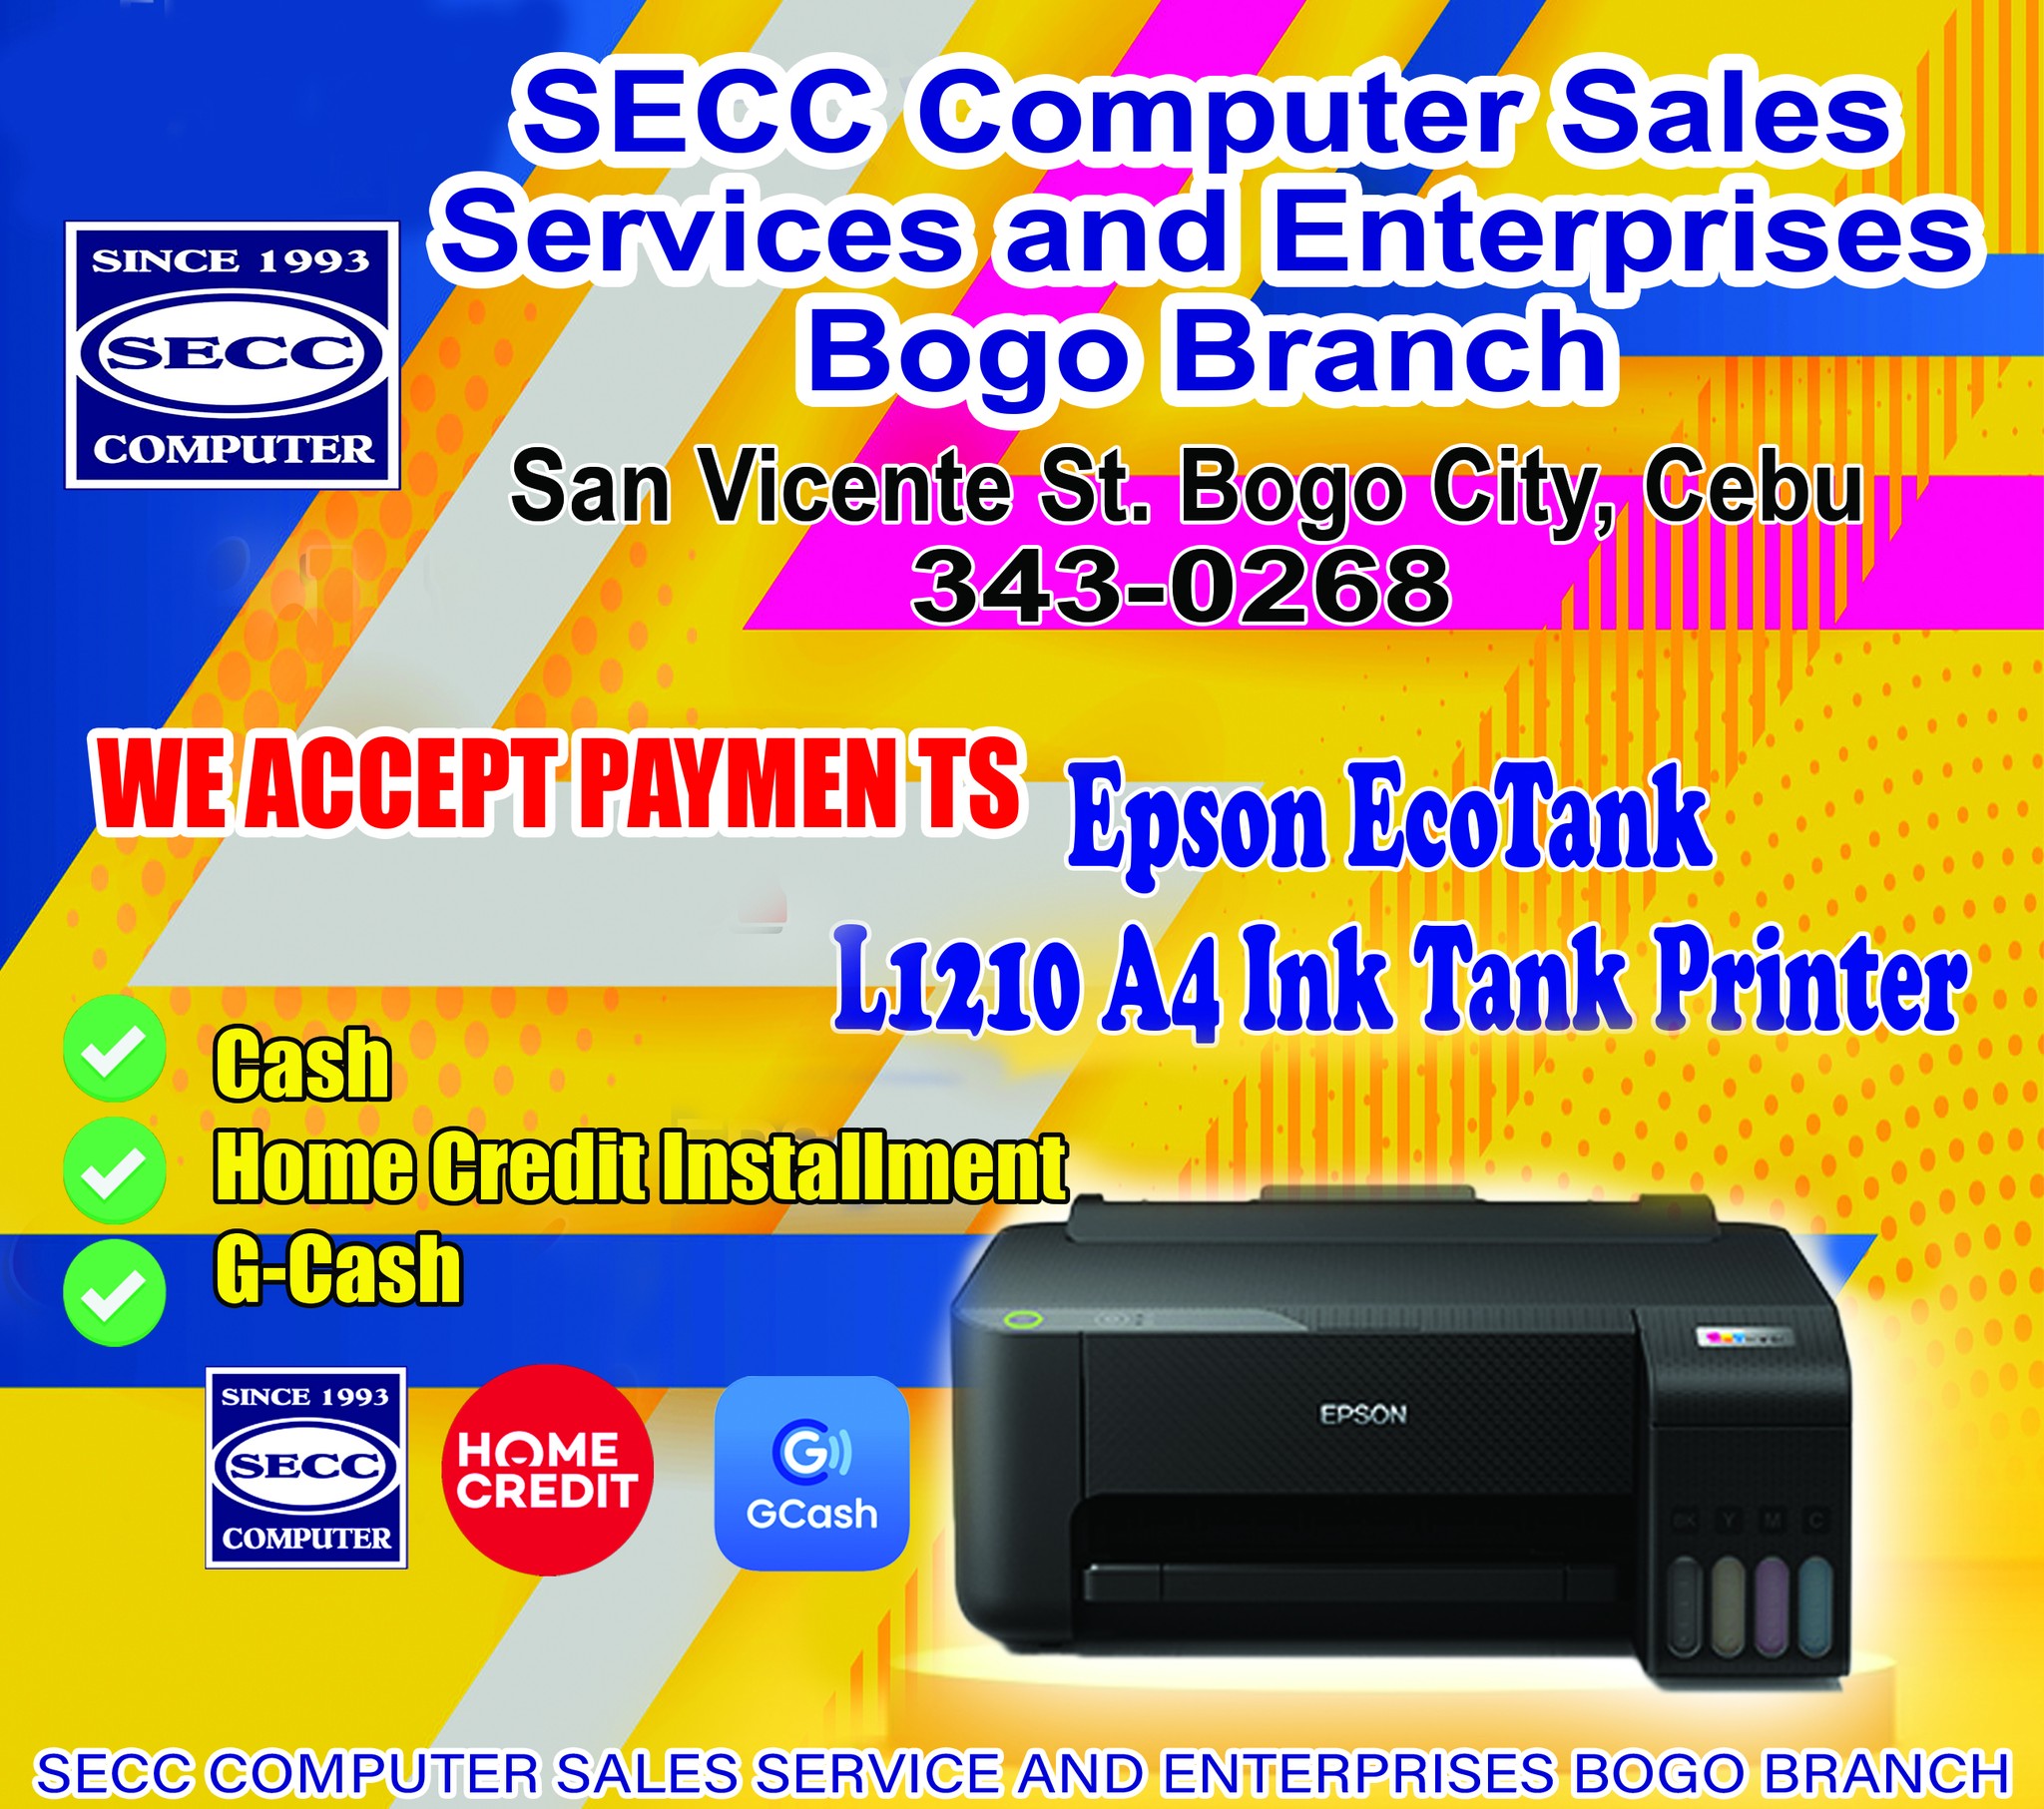 SECC Computer Sales
Services and Enterprises
Bogo Branch
San Vicente St. Bogo City, Cebu
343-0268
SINCE 1993
SECC
COMPUTER
WE ACCEPT PAYMEN TS
Epson EcoTank
L1210 A4 Ink Tank Printer
Cash
Home Credit Installment
G-Cash
SINCE 1993
SECC
COMPUTER
HOME
CREDIT
G
GCash
EPSON
BK Y M C
SECC COMPUTER SALES SERVICE AND ENTERPRISES BOGO BRANCH